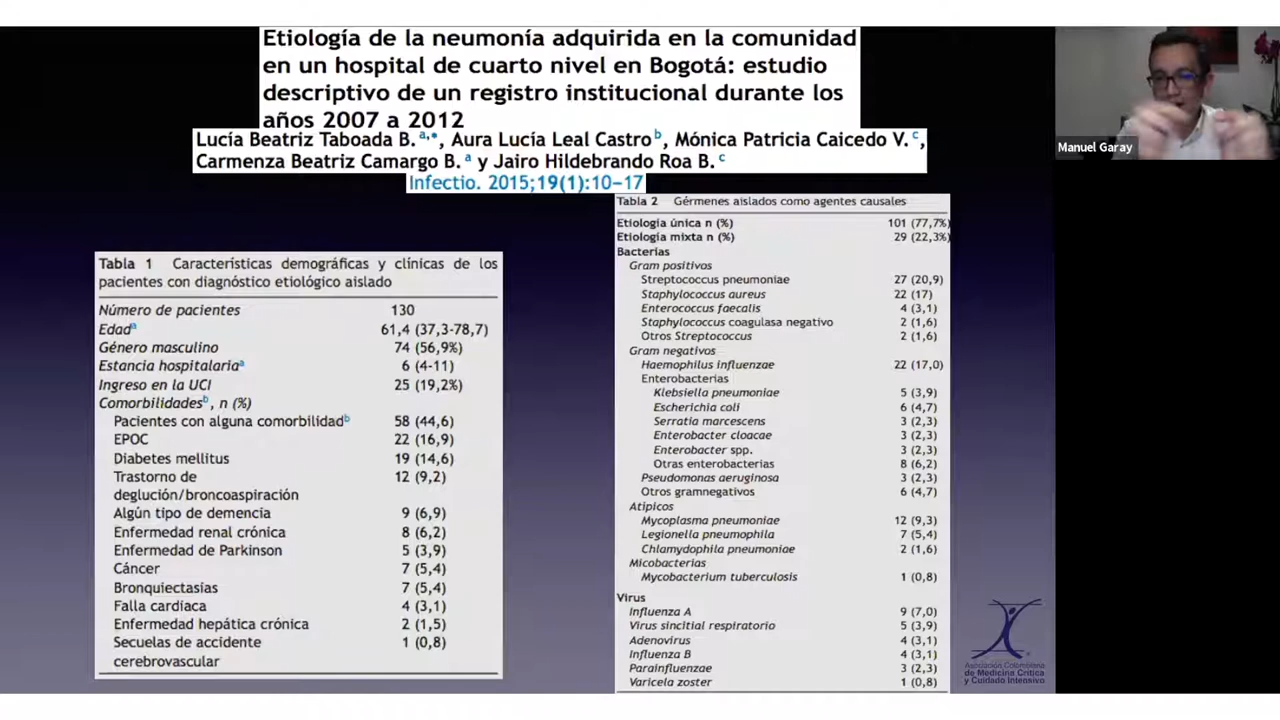 Etiología de la neumonía adquirida en la comunidad
en un hospital de cuarto nivel en Bogotá: estudio
descriptivo de un registro institucional durante los
años 2007 a 2012
Lucía Beatriz Taboada B. a,*, Aura Lucía Leal Castro b, Mónica Patricia Caicedo V. c,
Carmenza Beatriz Camargo B. a y Jairo Hildebrando Roa B. c
Infectio. 2015;19(1):10–17
Manuel Garay
Tabla 1 Características demográficas y clínicas de los
pacientes con diagnóstico etiológico aislado
Número de pacientes 130
Edad a 61,4 (37,3-78,7)
Género masculino 74 (56,9%)
Estancia hospitalaria a 6 (4-11)
Ingreso en la UCI 25 (19,2%)
Comorbilidades b, n (%)
Pacientes con alguna comorbilidad b 58 (44,6)
EPOC 22 (16,9)
Diabetes mellitus 19 (14,6)
Trastorno de 12 (9,2)
deglución/broncoaspiración
Algún tipo de demencia 9 (6,9)
Enfermedad renal crónica 8 (6,2)
Enfermedad de Parkinson 5 (3,9)
Cáncer 7 (5,4)
Bronquiectasias 7 (5,4)
Falla cardíaca 4 (3,1)
Enfermedad hepática crónica 2 (1,5)
Secuelas de accidente 1 (0,8)
cerebrovascular
Tabla 2 Gérmenes aislados como agentes causales
Etiología única n (%) 101 (77,7%)
Etiología mixta n (%) 29 (22,3%)
Bacterias
Gram positivos
Streptococcus pneumoniae 27 (20,9)
Staphylococcus aureus 22 (17)
Enterococcus faecalis 4 (3,1)
Staphylococcus coagulasa negativo 2 (1,6)
Otros Streptococcus 2 (1,6)
Gram negativos
Haemophilus influenzae 22 (17,0)
Enterobacterias
Klebsiella pneumoniae 5 (3,9)
Escherichia coli 6 (4,7)
Serratia marcescens 3 (2,3)
Enterobacter cloacae 3 (2,3)
Enterobacter spp. 3 (2,3)
Otras enterobacterias 8 (6,2)
Pseudomonas aeruginosa 3 (2,3)
Otros gramnegativos 6 (4,7)
Atípicos
Mycoplasma pneumoniae 12 (9,3)
Legionella pneumophila 7 (5,4)
Chlamydophila pneumoniae 2 (1,6)
Micobacterias
Mycobacterium tuberculosis 1 (0,8)
Virus
Influenza A 9 (7,0)
Virus sincitial respiratorio 5 (3,9)
Adenovirus 4 (3,1)
Influenza B 4 (3,1)
Parainfluenzae 3 (2,3)
Varicela zoster 1 (0,8)
Asociación Colombiana
de Medicina Crítica
y Cuidado Intensivo